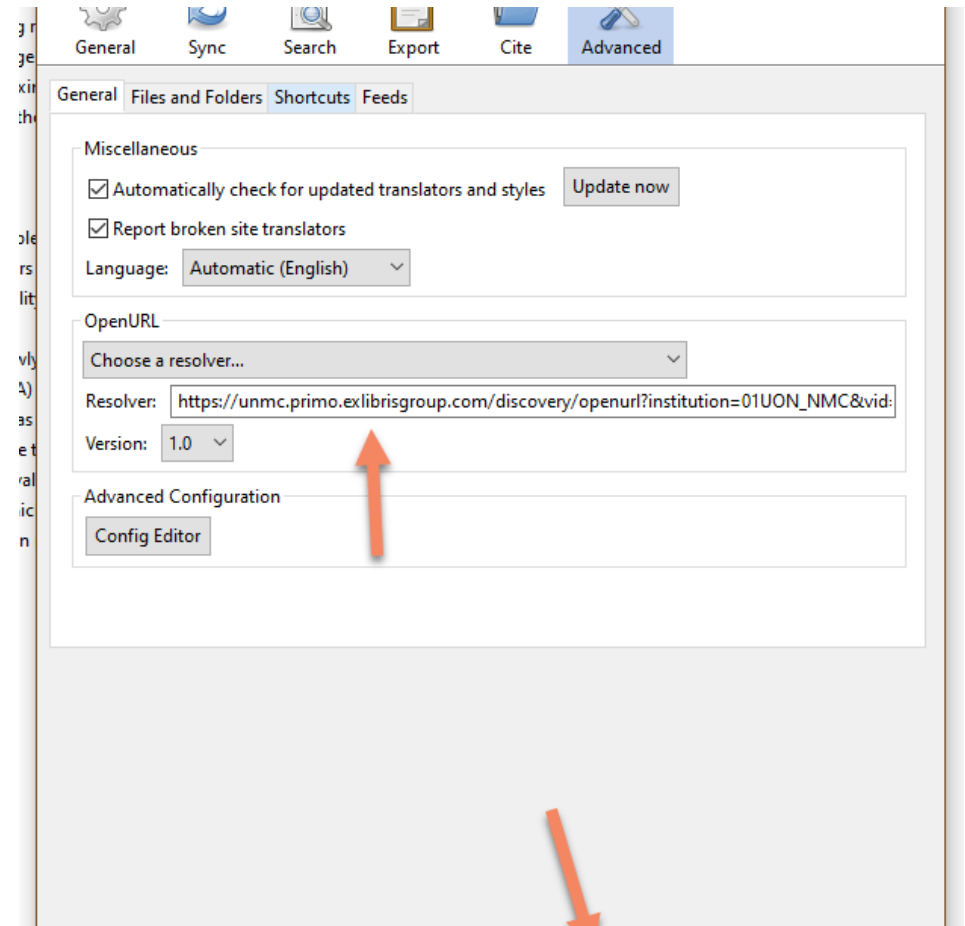 General Sync Search Export Cite Advanced
General Files and Folders Shortcuts Feeds
Miscellaneous
Automatically check for updated translators and styles Update now
Report broken site translators
Language: Automatic (English)
OpenURL
Choose a resolver...
Resolver: https://unmc.primo.exlibrisgroup.com/discovery/openurl?institution=01UON_NMC&vid:
Version: 1.0
Advanced Configuration
Config Editor